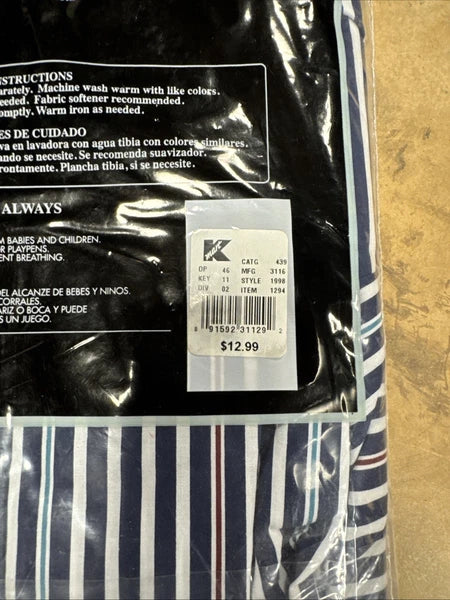 INSTRUCTIONS
arately. Machine wash warm with like colors.
eeded. Fabric softener recommended.
omptly. Warm iron as needed.
ES DE CUIDADO
va en lavadora con agua tibia con colores similares.
ando se necesite. Se recomenda suavizador.
rontamente. Plancha tibia, si se necesite.
ALWAYS
M BABIES AND CHILDREN.
OR PLAYPENS.
ENT BREATHING.
DEL ALCANZE DE BEBES Y NINOS.
CORRALES.
ARIZ O BOCA Y PUEDE
S UN JUEGO.
K mart
CATG 439
DP 46 MFG 3116
KEY 11 STYLE 1998
DIV 02 ITEM 1294
8 91592 31129 2
$12.99